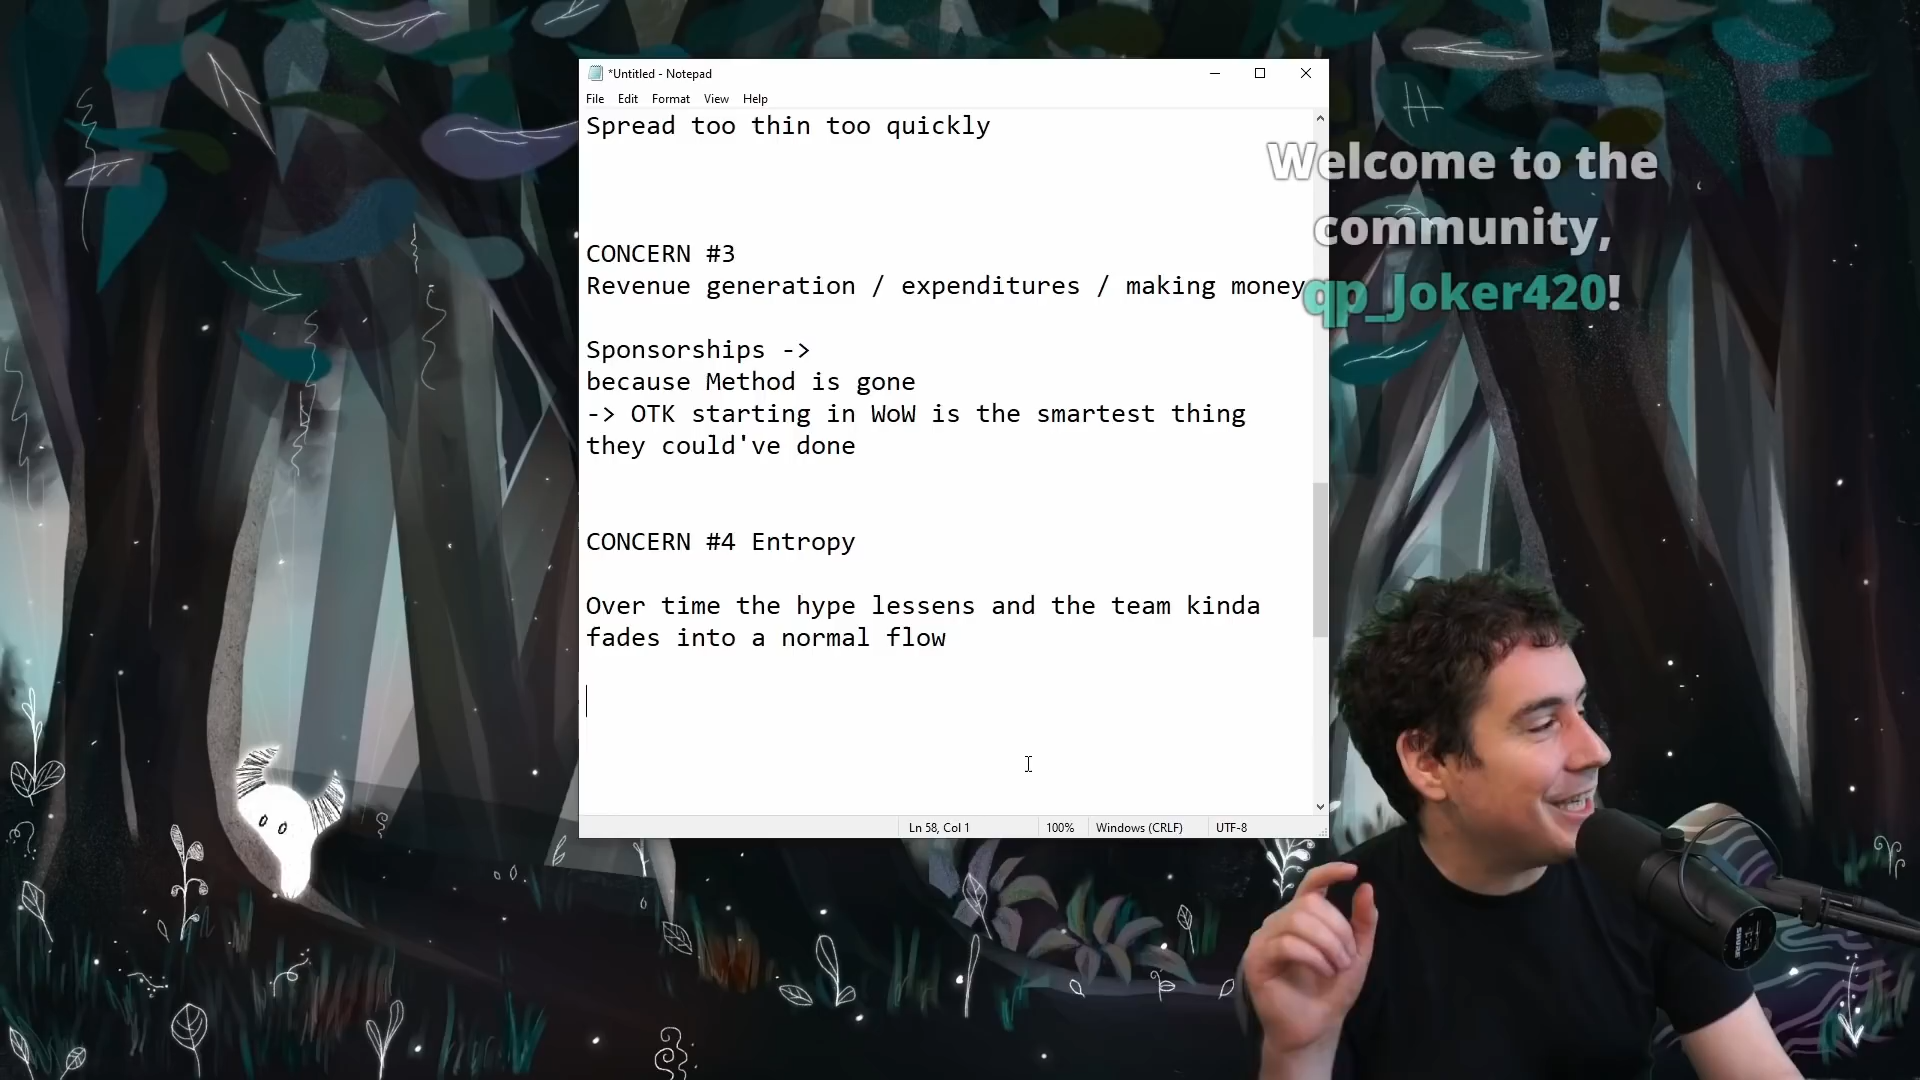 *Untitled - Notepad
File Edit Format View Help
Spread too thin too quickly
CONCERN #3
Revenue generation / expenditures / making money
Sponsorships ->
because Method is gone
-> OTK starting in WoW is the smartest thing
they could've done
CONCERN #4 Entropy
Over time the hype lessens and the team kinda
fades into a normal flow
Ln 58, Col 1 100% Windows (CRLF) UTF-8
Welcome to the
community,
qp_Joker420!
SHURE